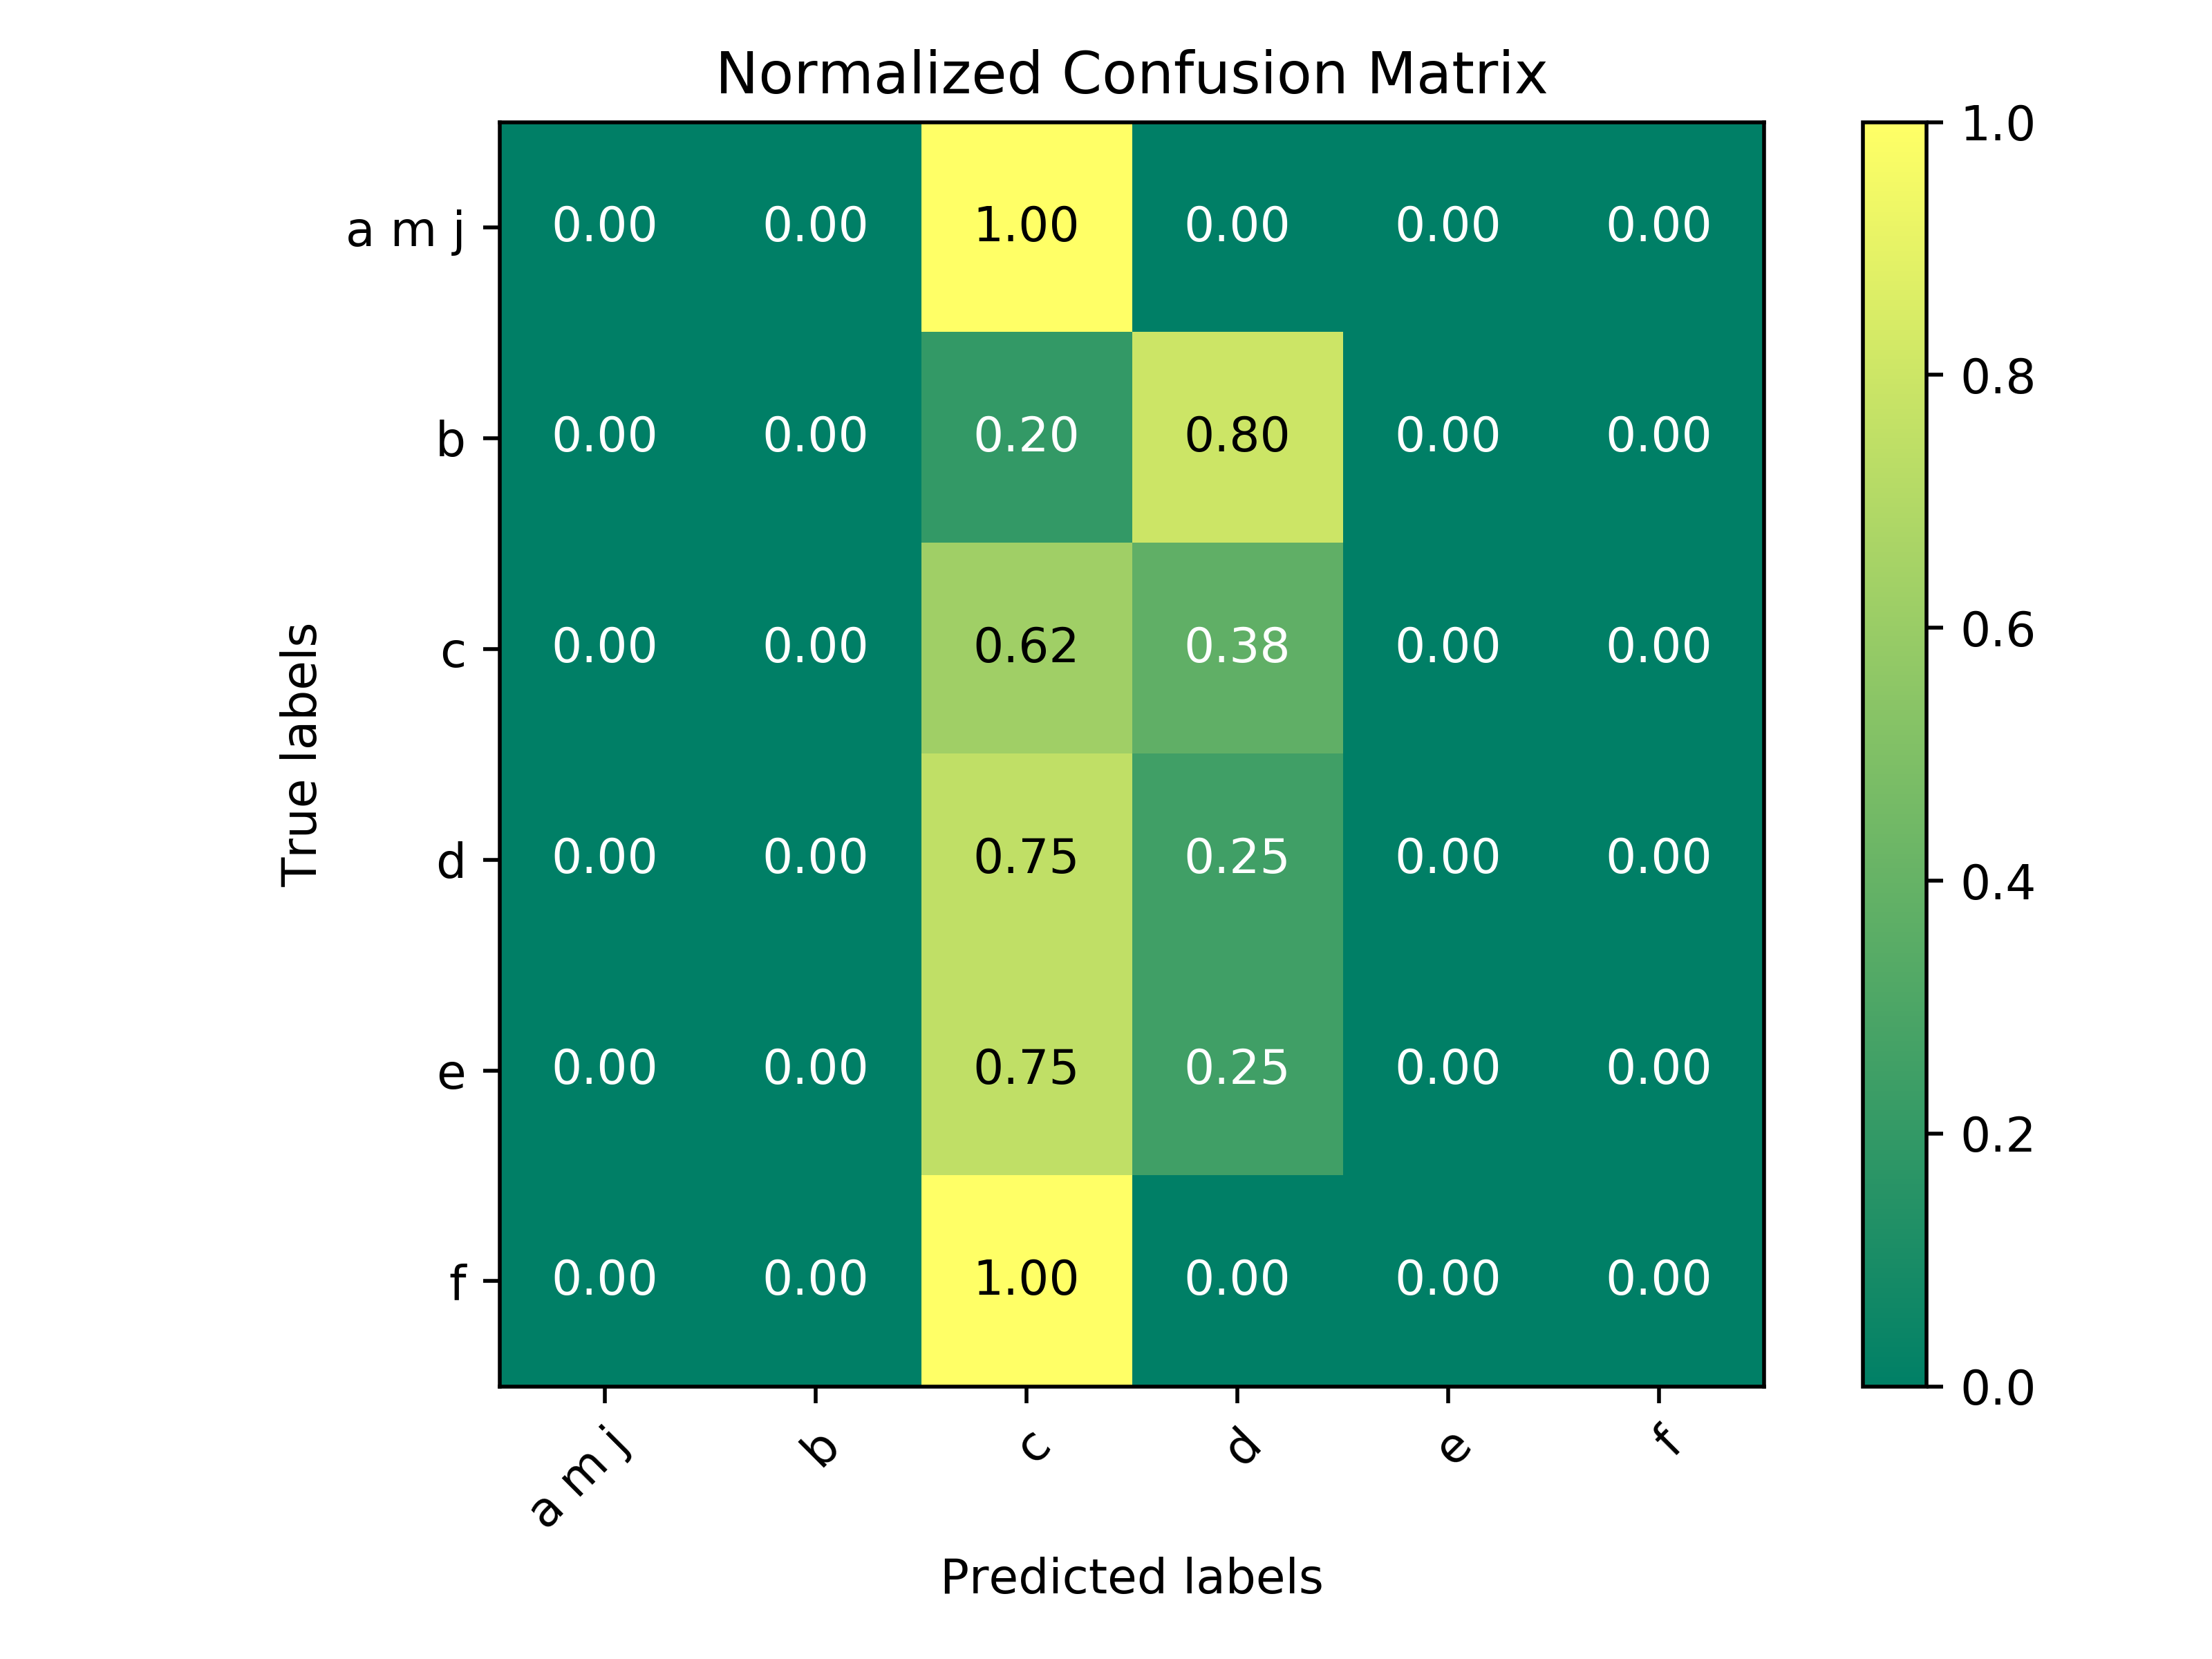 Normalized Confusion Matrix
a m j 0.00 0.00 1.00 0.00 0.00 0.00
b 0.00 0.00 0.20 0.80 0.00 0.00
c 0.00 0.00 0.62 0.38 0.00 0.00
d 0.00 0.00 0.75 0.25 0.00 0.00
e 0.00 0.00 0.75 0.25 0.00 0.00
f 0.00 0.00 1.00 0.00 0.00 0.00
True labels
a m j b c d e f
Predicted labels
1.0
0.8
0.6
0.4
0.2
0.0